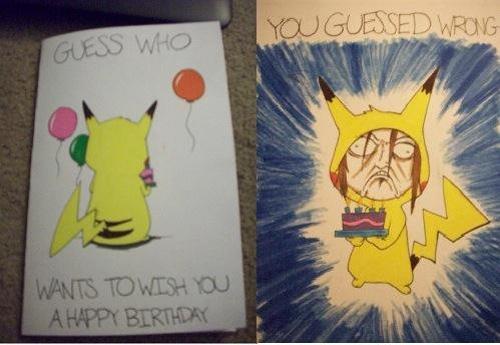 GUESS WHO
WANTS TO WISH YOU
A HAPPY BIRTHDAY
YOU GUESSED WRONG